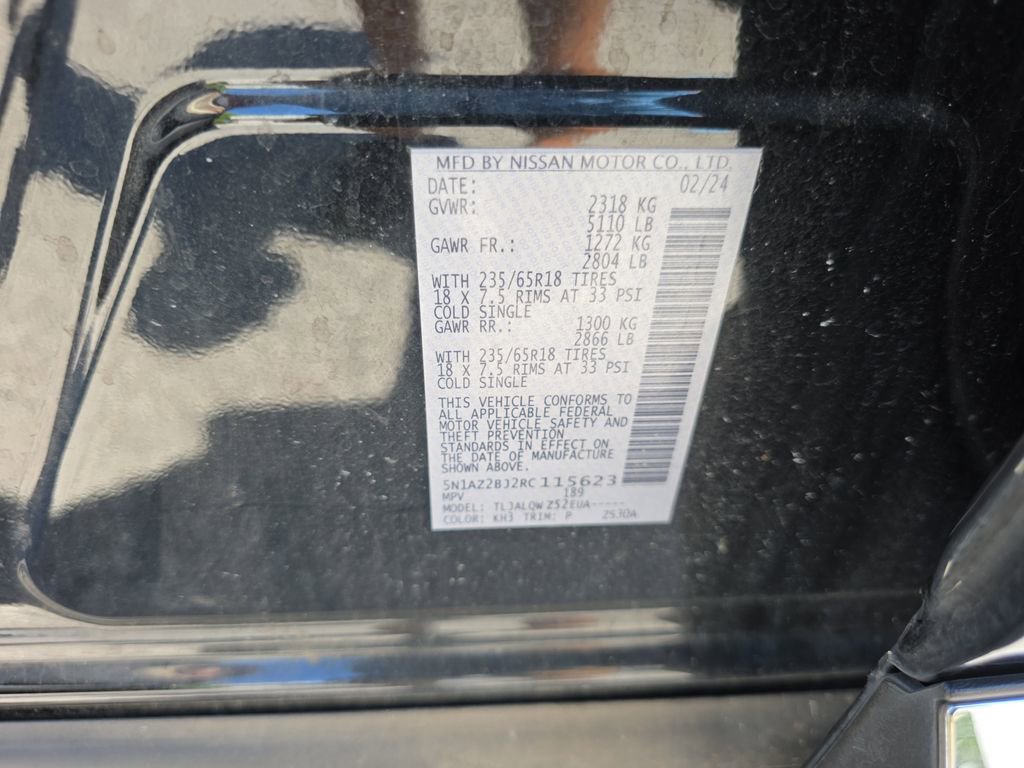 MFD BY NISSAN MOTOR CO., LTD.
DATE: 02/24
GVWR: 2318 KG
5110 LB
GAWR FR.: 1272 KG
2804 LB
WITH 235/65R18 TIRES
18 X 7.5 RIMS AT 33 PSI
COLD SINGLE
GAWR RR.: 1300 KG
2866 LB
WITH 235/65R18 TIRES
18 X 7.5 RIMS AT 33 PSI
COLD SINGLE
THIS VEHICLE CONFORMS TO
ALL APPLICABLE FEDERAL
MOTOR VEHICLE SAFETY AND
THEFT PREVENTION
STANDARDS IN EFFECT ON
THE DATE OF MANUFACTURE
SHOWN ABOVE.
5N1AZ2BJ2RC115623
MPV 189
MODEL: TLJALQW Z52EUA-----
COLOR: KH3 TRIM: P Z530A